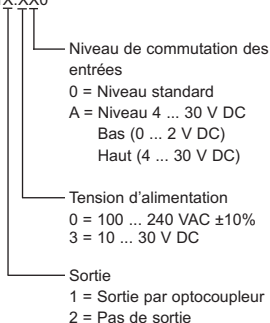 Niveau de commutation des
entrées
0 = Niveau standard
A = Niveau 4 ... 30 V DC
Bas (0 ... 2 V DC)
Haut (4 ... 30 V DC)
Tension d'alimentation
0 = 100 ... 240 VAC ±10%
3 = 10 ... 30 V DC
Sortie
1 = Sortie par optocoupleur
2 = Pas de sortie